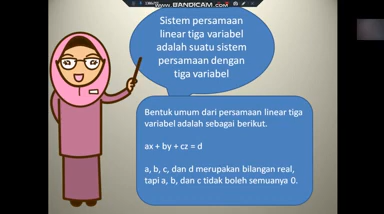 www.BANDICAM.com
Sistem persamaan
linear tiga variabel
adalah suatu sistem
persamaan dengan
tiga variabel
Bentuk umum dari persamaan linear tiga
variabel adalah sebagai berikut.
ax + by + cz = d
a, b, c, dan d merupakan bilangan real,
tapi a, b, dan c tidak boleh semuanya 0.